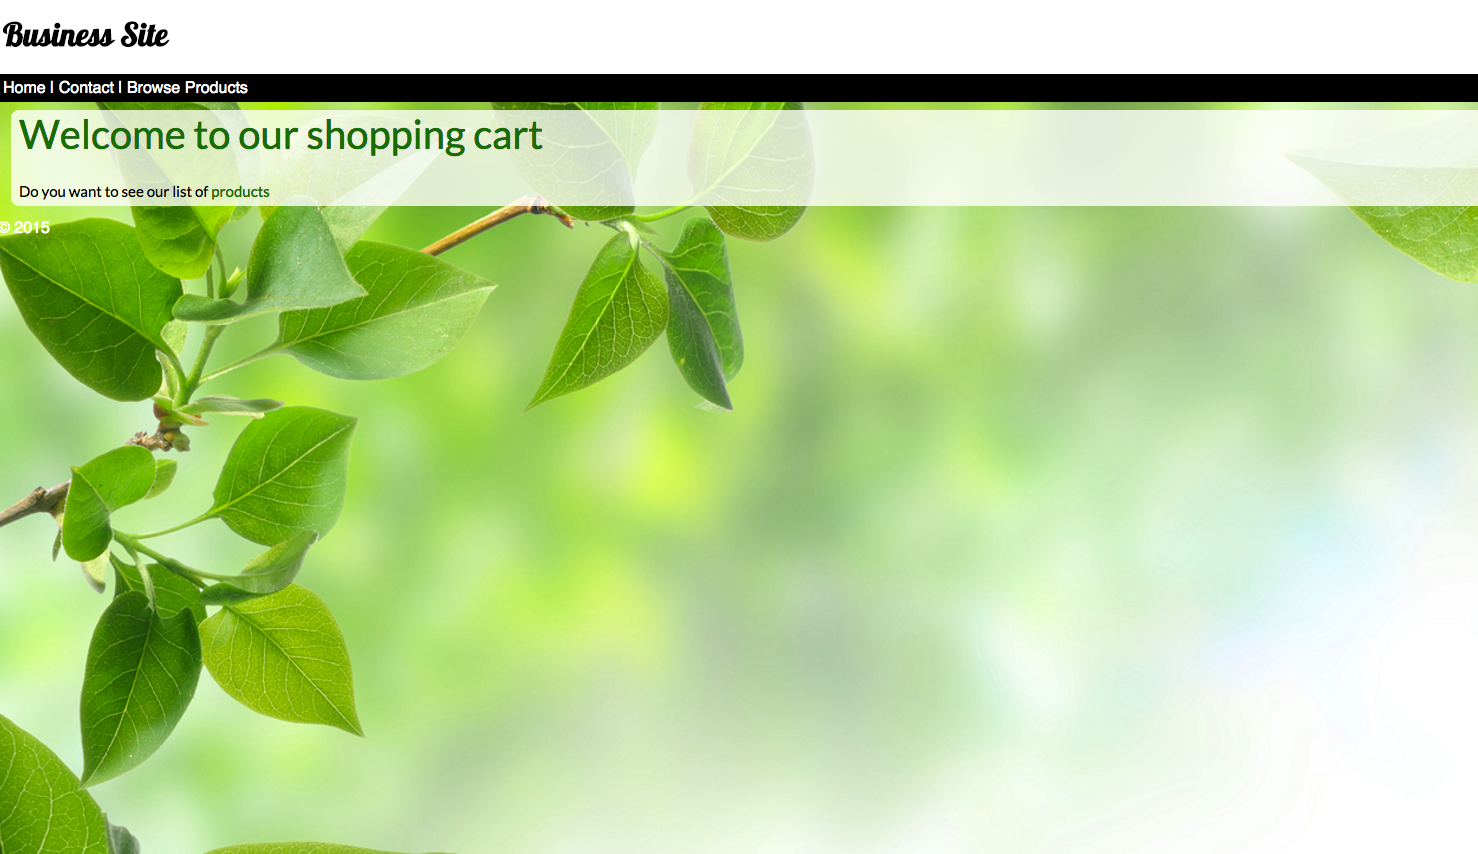 Business Site
Home | Contact | Browse Products
Welcome to our shopping cart
Do you want to see our list of products
© 2015